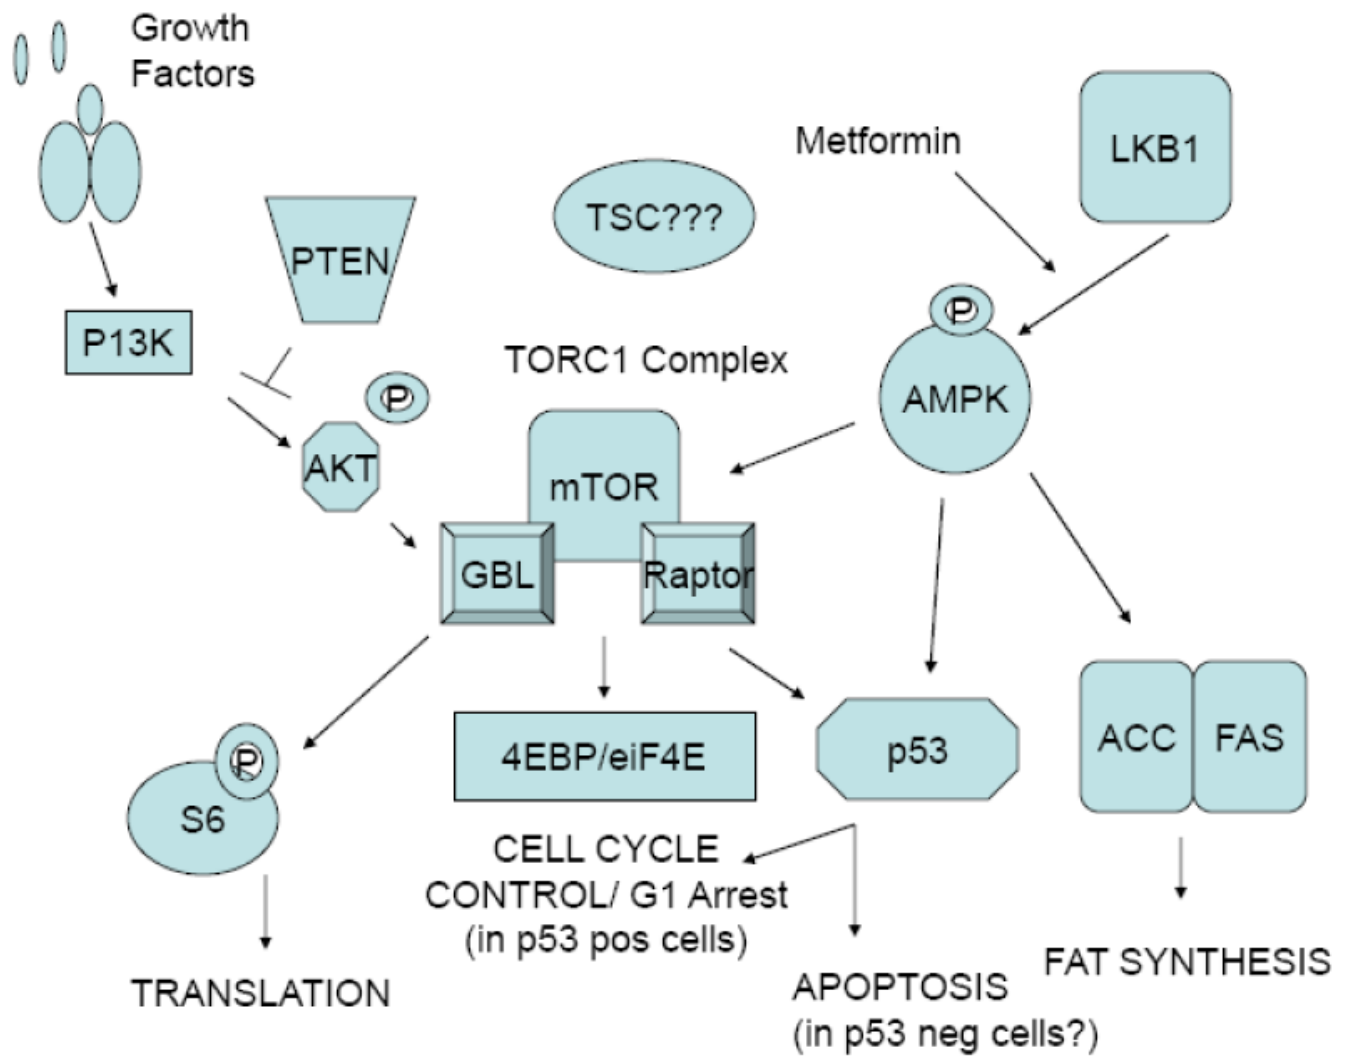 Growth
Factors
Metformin
LKB1
TSC???
PTEN
P
P13K
TORC1 Complex
P
AMPK
AKT
mTOR
GBL
Raptor
P
S6
4EBP/eiF4E
p53
ACC
FAS
CELL CYCLE
CONTROL/ G1 Arrest
(in p53 pos cells)
TRANSLATION
APOPTOSIS
(in p53 neg cells?)
FAT SYNTHESIS